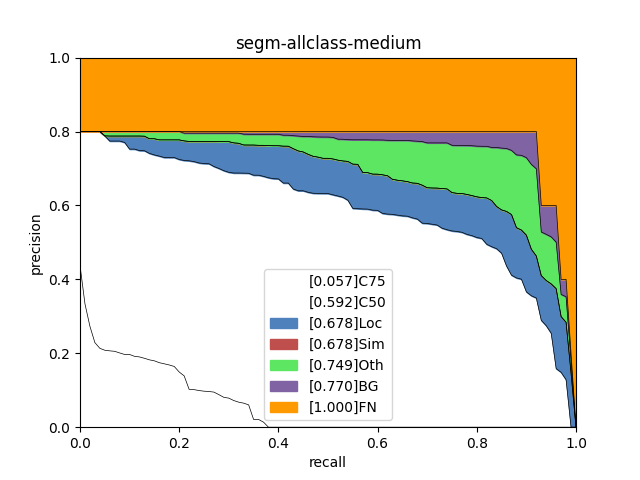 segm-allclass-medium
precision
1.0
0.8
0.6
0.4
0.2
0.0
[0.057]C75
[0.592]C50
[0.678]Loc
[0.678]Sim
[0.749]Oth
[0.770]BG
[1.000]FN
0.0 0.2 0.4 0.6 0.8 1.0
recall